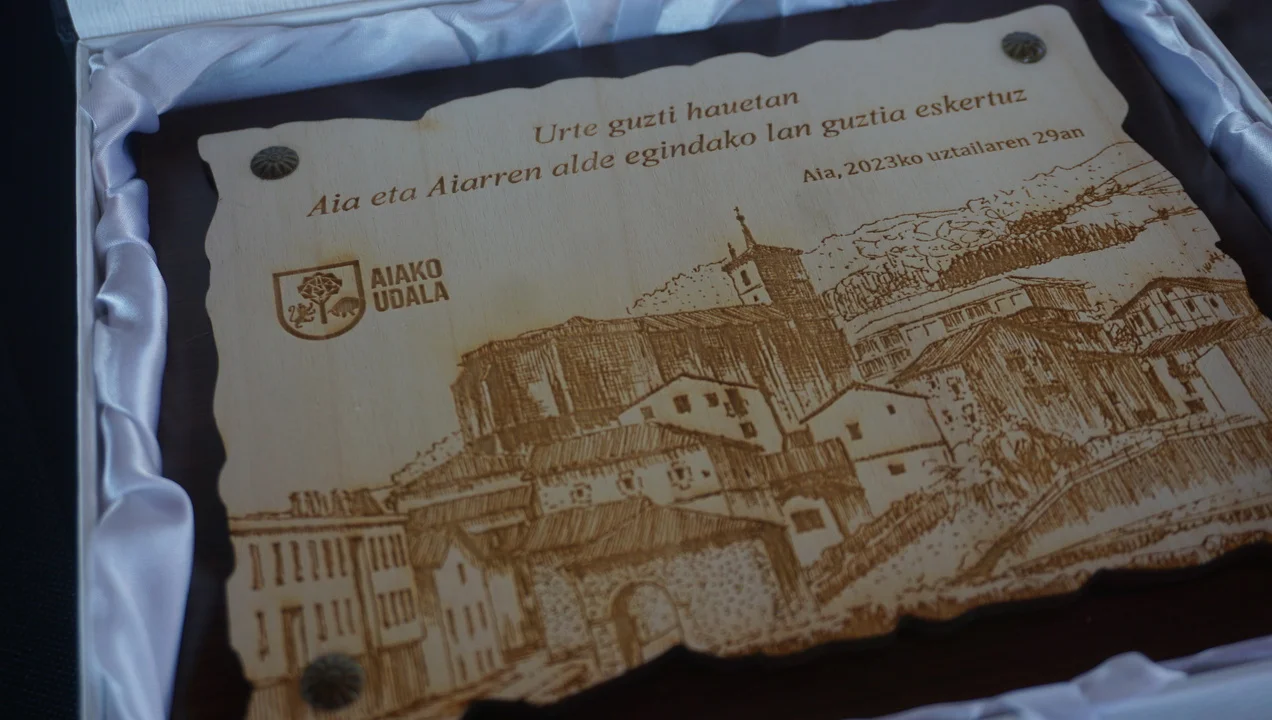 Urte guzti hauetan
Aia eta Aiarren alde egindako lan guztia eskertuz
Aia, 2023ko uztailaren 29an
AIAKO
UDALA